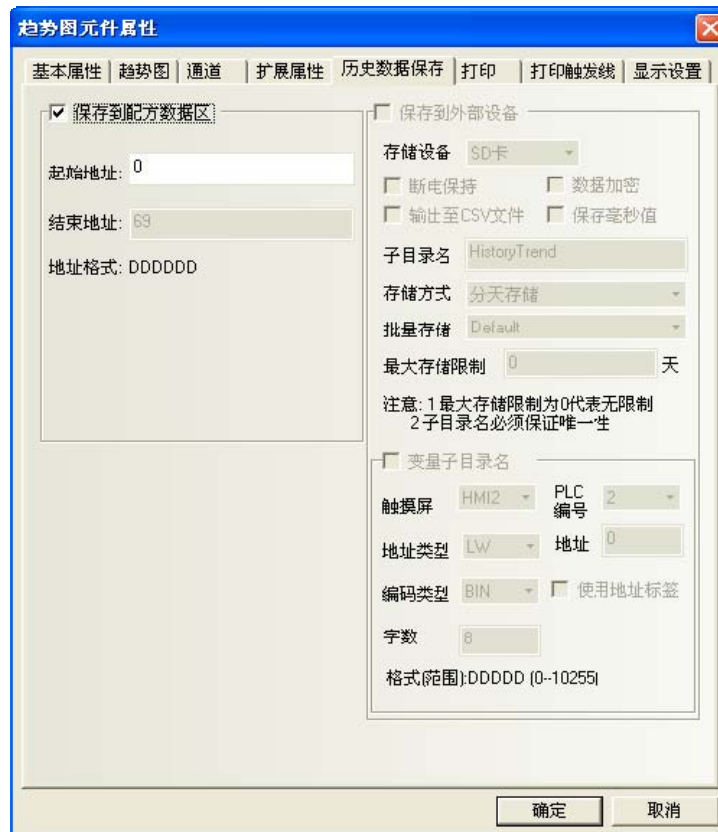 趋势图元件属性
基本属性 趋势图 通道 扩展属性 历史数据保存 打印 打印触发线 显示设置
保存到配方数据区
起始地址: 0
结束地址: 69
地址格式: DDDDDD
保存到外部设备
存储设备 SD卡
断电保持 数据加密
输出至CSV文件 保存毫秒值
子目录名 HistoryTrend
存储方式 分天存储
批量存储 Default
最大存储限制 0 天
注意: 1 最大存储限制为0代表无限制
2 子目录名必须保证唯一性
变量子目录名
触摸屏 HMI2 PLC编号 2
地址类型 LW 地址 0
编码类型 BIN 使用地址标签
字数 8
格式(范围):DDDDD (0--10255)
确定 取消